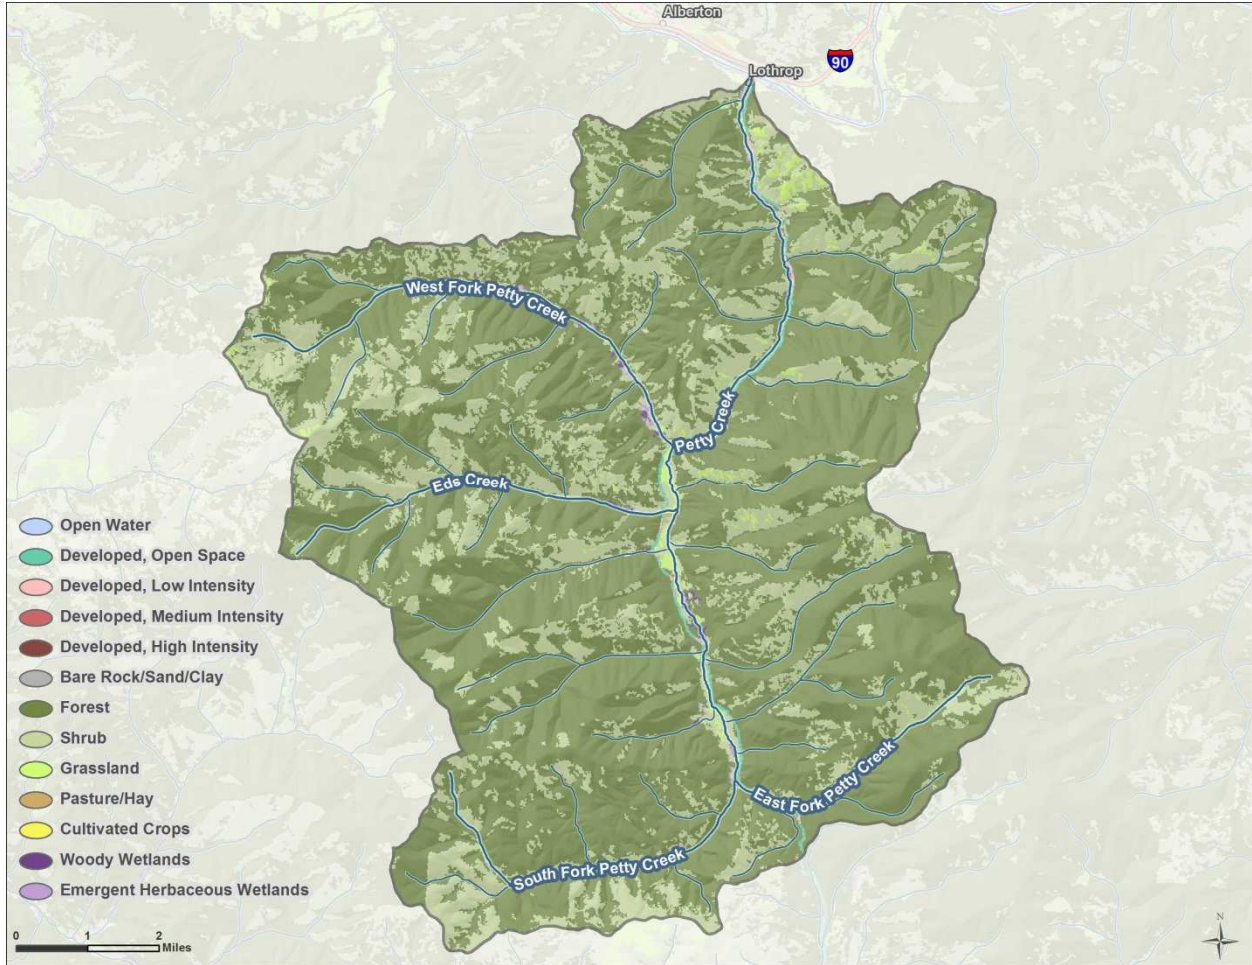 Alberton
Lothrop
90
West Fork Petty Creek
Petty Creek
Eds Creek
East Fork Petty Creek
South Fork Petty Creek
Open Water
Developed, Open Space
Developed, Low Intensity
Developed, Medium Intensity
Developed, High Intensity
Bare Rock/Sand/Clay
Forest
Shrub
Grassland
Pasture/Hay
Cultivated Crops
Woody Wetlands
Emergent Herbaceous Wetlands
0 1 2
Miles
N